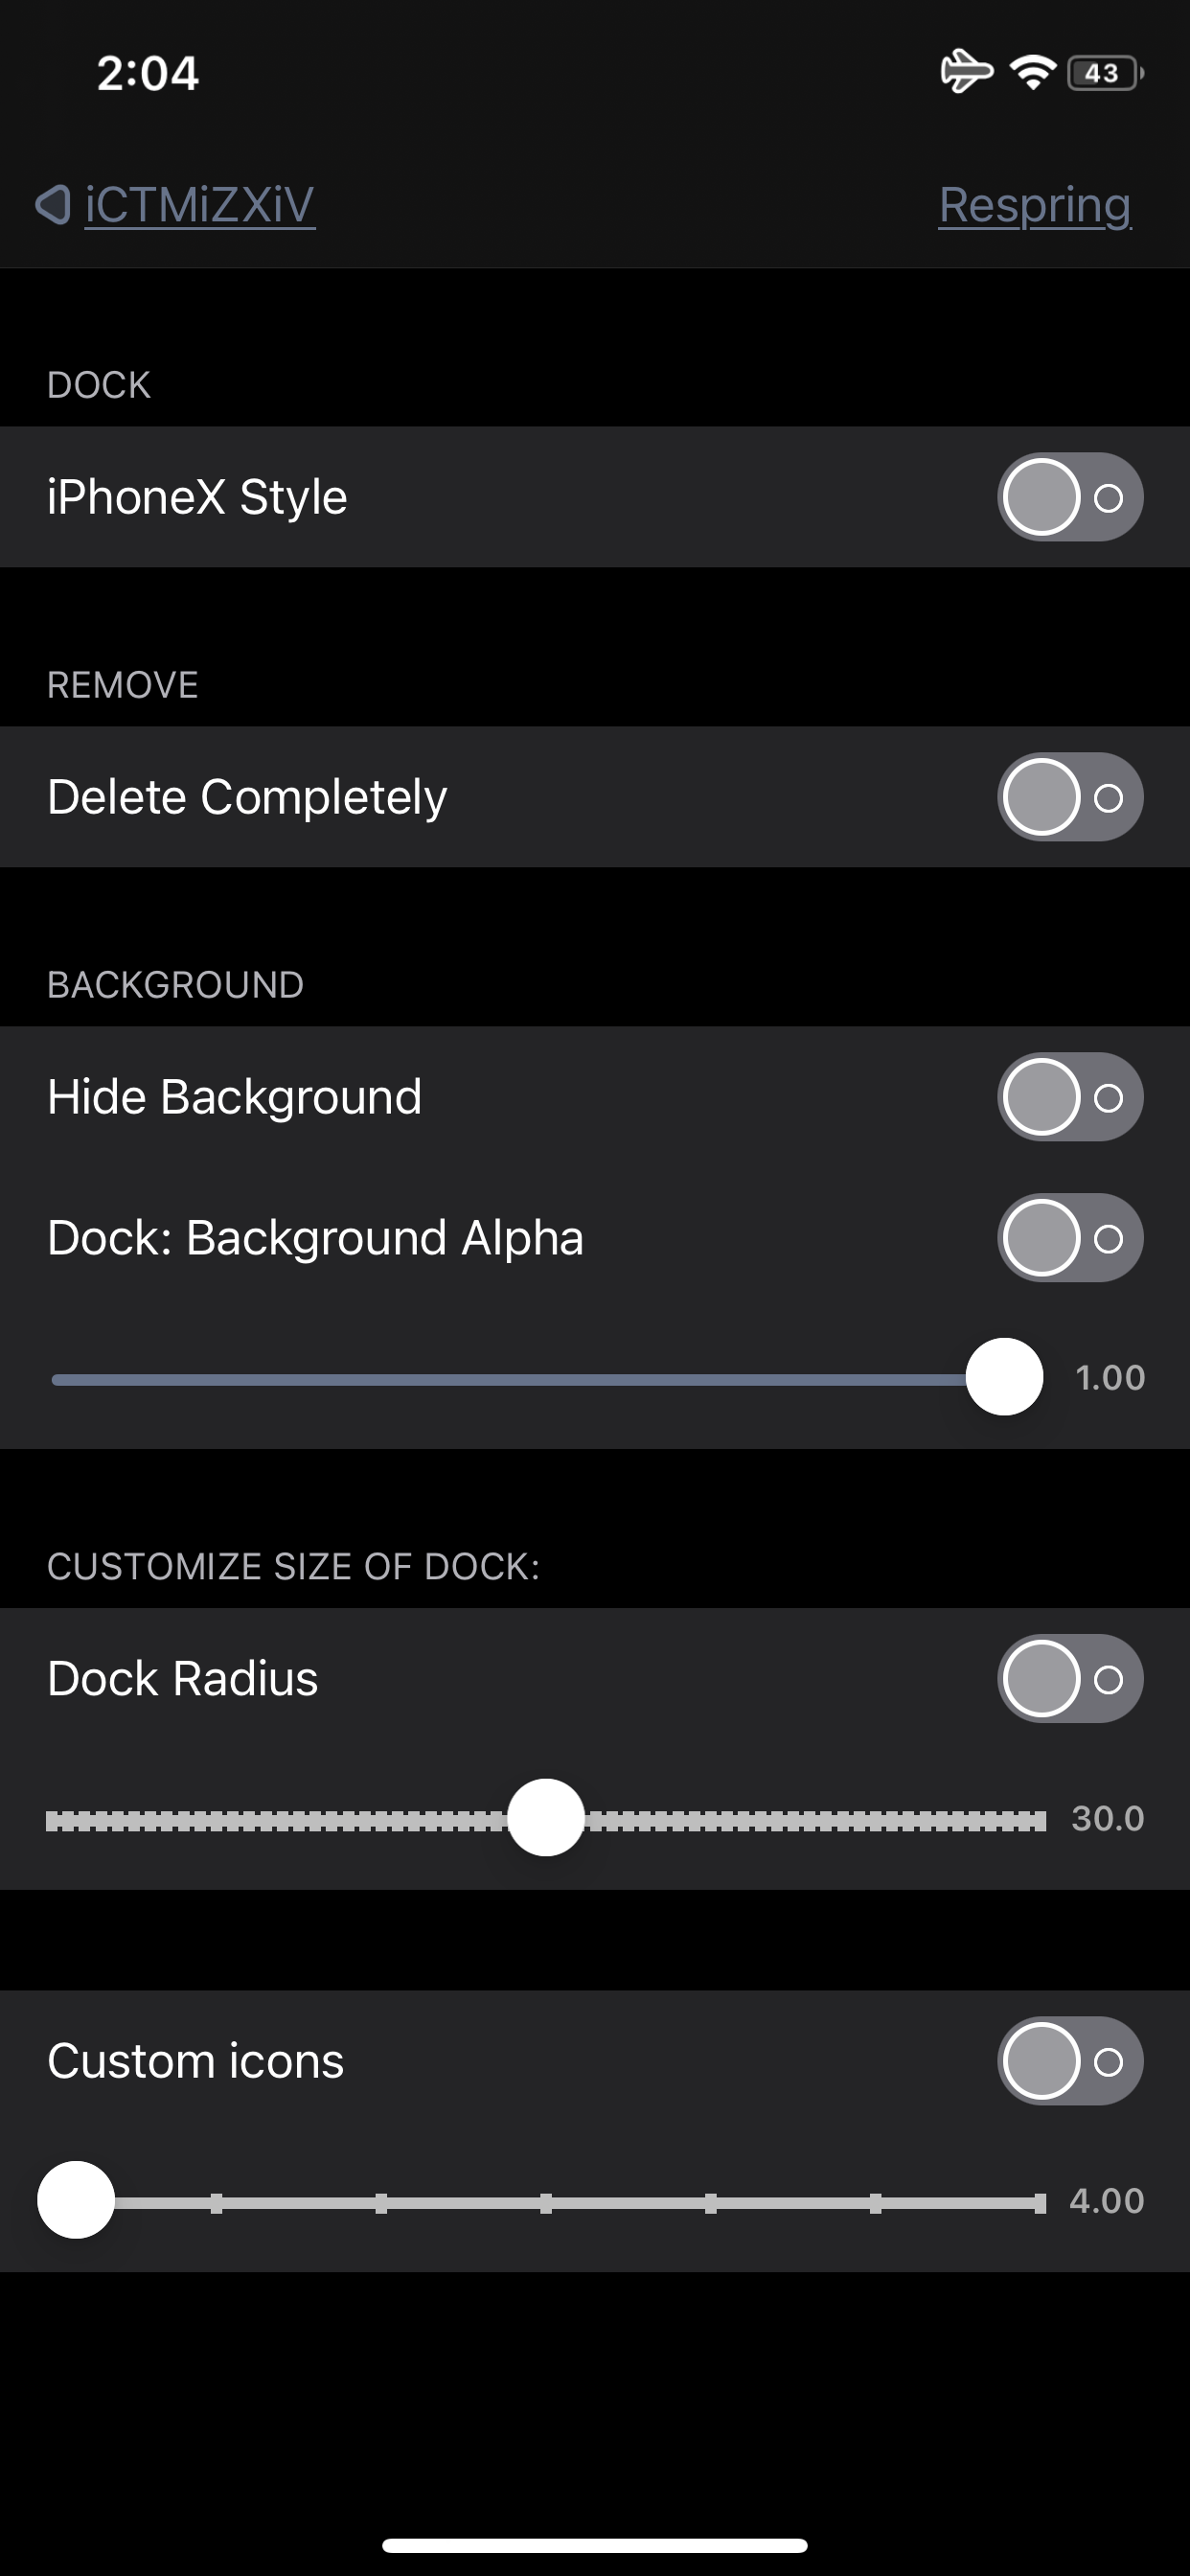 2:04
43
iCTMiZXiV
Respring
DOCK
iPhoneX Style
REMOVE
Delete Completely
BACKGROUND
Hide Background
Dock: Background Alpha
1.00
CUSTOMIZE SIZE OF DOCK:
Dock Radius
30.0
Custom icons
4.00